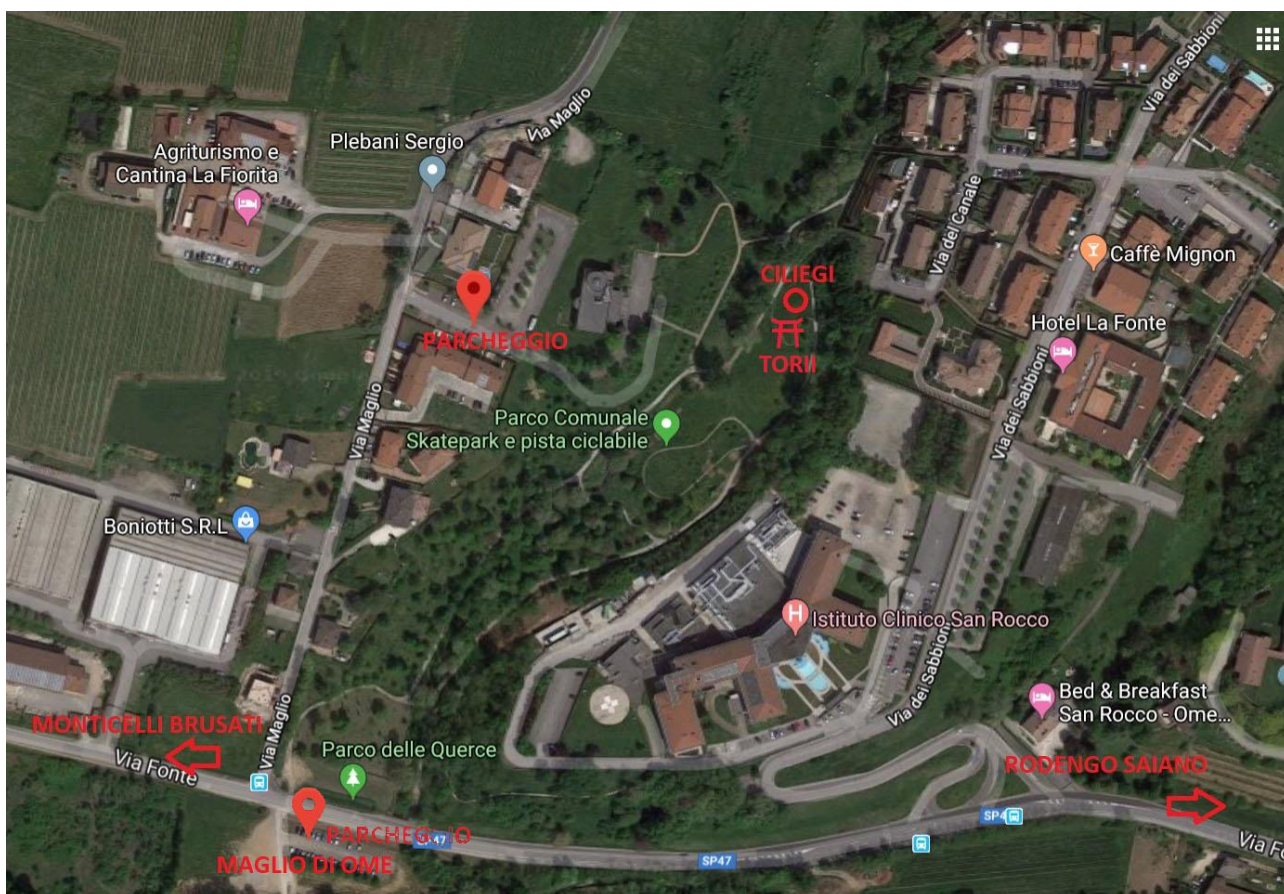 Via dei Sabbioni
Via Maglio
Plebani Sergio
Agriturismo e
Cantina La Fiorita
Via del Canale
Caffè Mignon
CILIEGI
TORII
Hotel La Fonte
PARCHEGGIO
Via Maglio
Parco Comunale
Skatepark e pista ciclabile
Via dei Sabbioni
Boniotti S.R.L
H
Istituto Clinico San Rocco
Via dei Sabbioni
Bed & Breakfast
San Rocco - Ome...
MONTICELLI BRUSATI
Via Maglio
Via Fonte
Parco delle Querce
RODENGO SAIANO
PARCHEGGIO
MAGLIO DI OME
SP47
SP47
SP4
Via Fo